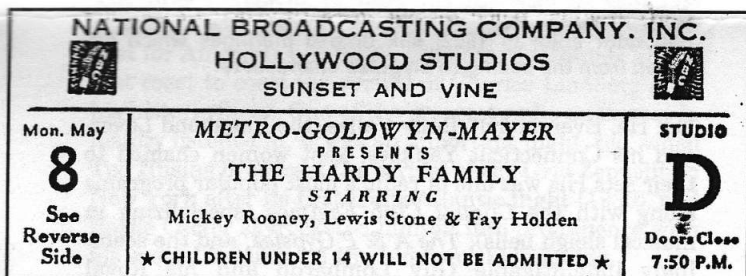 NATIONAL BROADCASTING COMPANY. INC.
HOLLYWOOD STUDIOS
SUNSET AND VINE
NBC
NBC
Mon. May
8
See
Reverse
Side
METRO-GOLDWYN-MAYER
PRESENTS
THE HARDY FAMILY
STARRING
Mickey Rooney, Lewis Stone & Fay Holden
★ CHILDREN UNDER 14 WILL NOT BE ADMITTED ★
STUDIO
D
Doors Close
7:50 P.M.